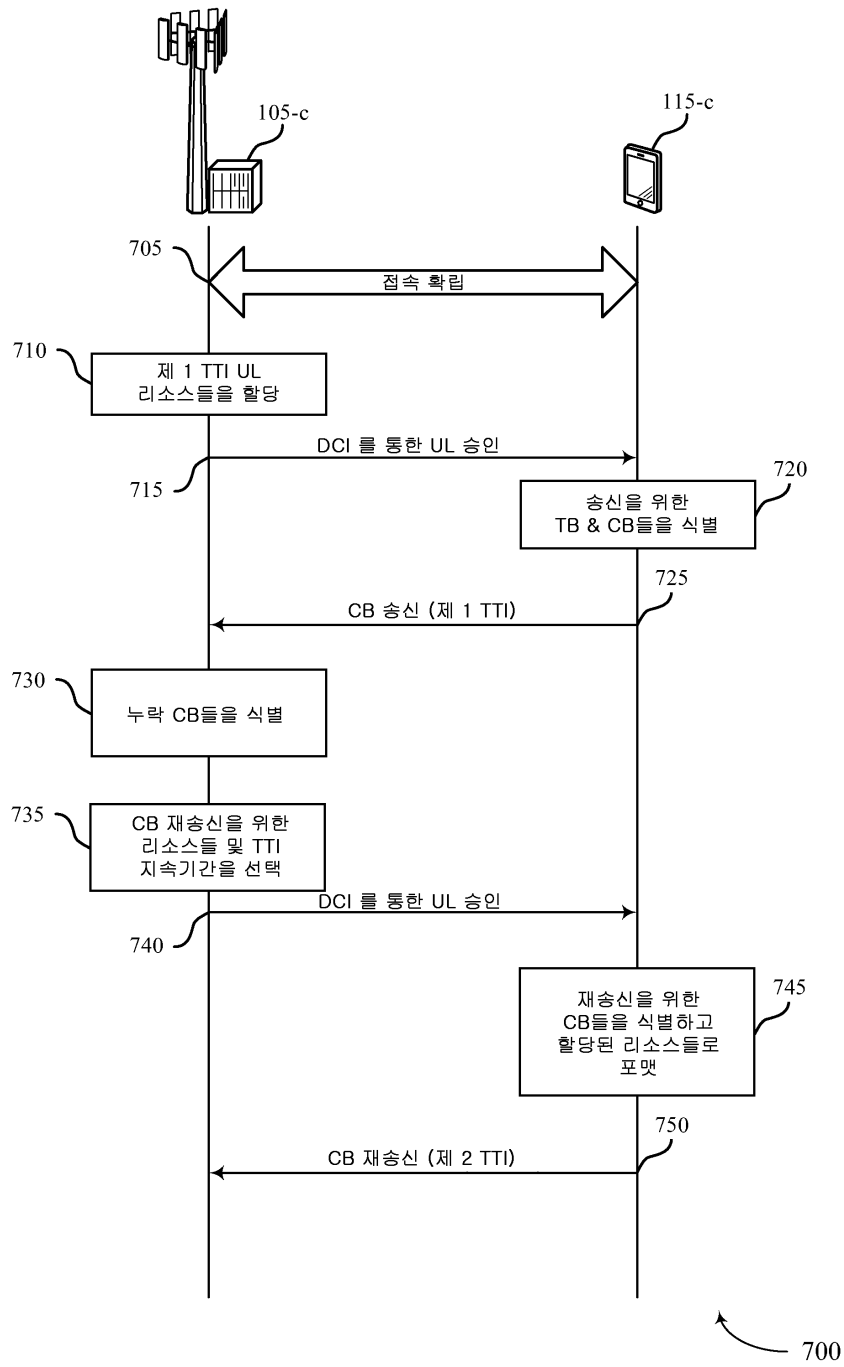 105-c
115-c
705
접속 확립
710
제 1 TTI UL
리소스들을 할당
DCI 를 통한 UL 승인
715
720
송신을 위한
TB & CB들을 식별
725
CB 송신 (제 1 TTI)
730
누락 CB들을 식별
735
CB 재송신을 위한
리소스들 및 TTI
지속기간을 선택
DCI 를 통한 UL 승인
740
745
재송신을 위한
CB들을 식별하고
할당된 리소스들로
포맷
750
CB 재송신 (제 2 TTI)
700